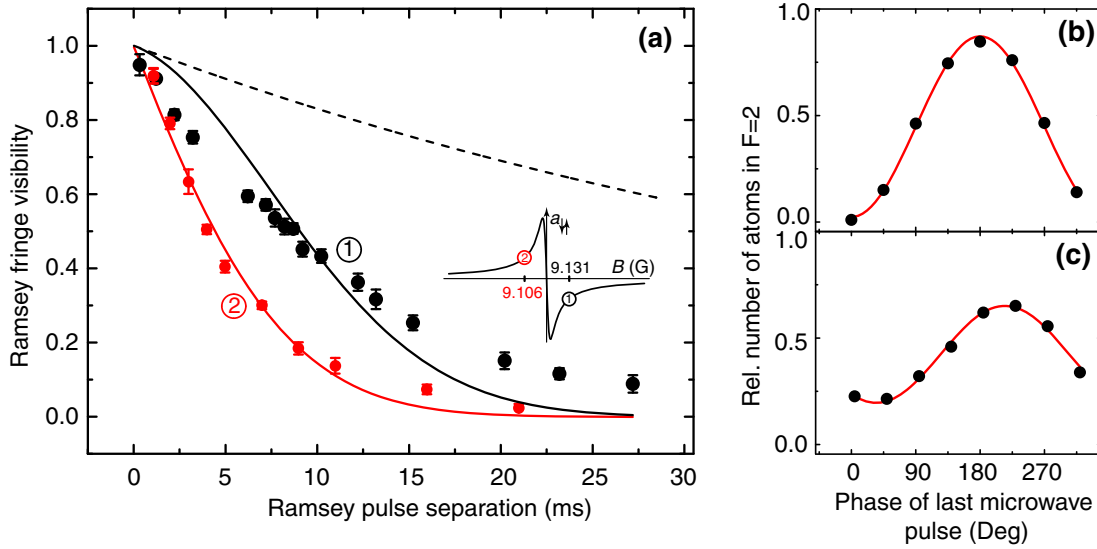 (a)
1.0
0.8
0.6
0.4
0.2
0.0
Ramsey fringe visibility
0 5 10 15 20 25 30
Ramsey pulse separation (ms)
1
2
a↓↑
2
9.131 B (G)
9.106
1
(b)
1.0
0.5
0.0
(c)
1.0
0.5
0.0
Rel. number of atoms in F=2
0 90 180 270
Phase of last microwave
pulse (Deg)